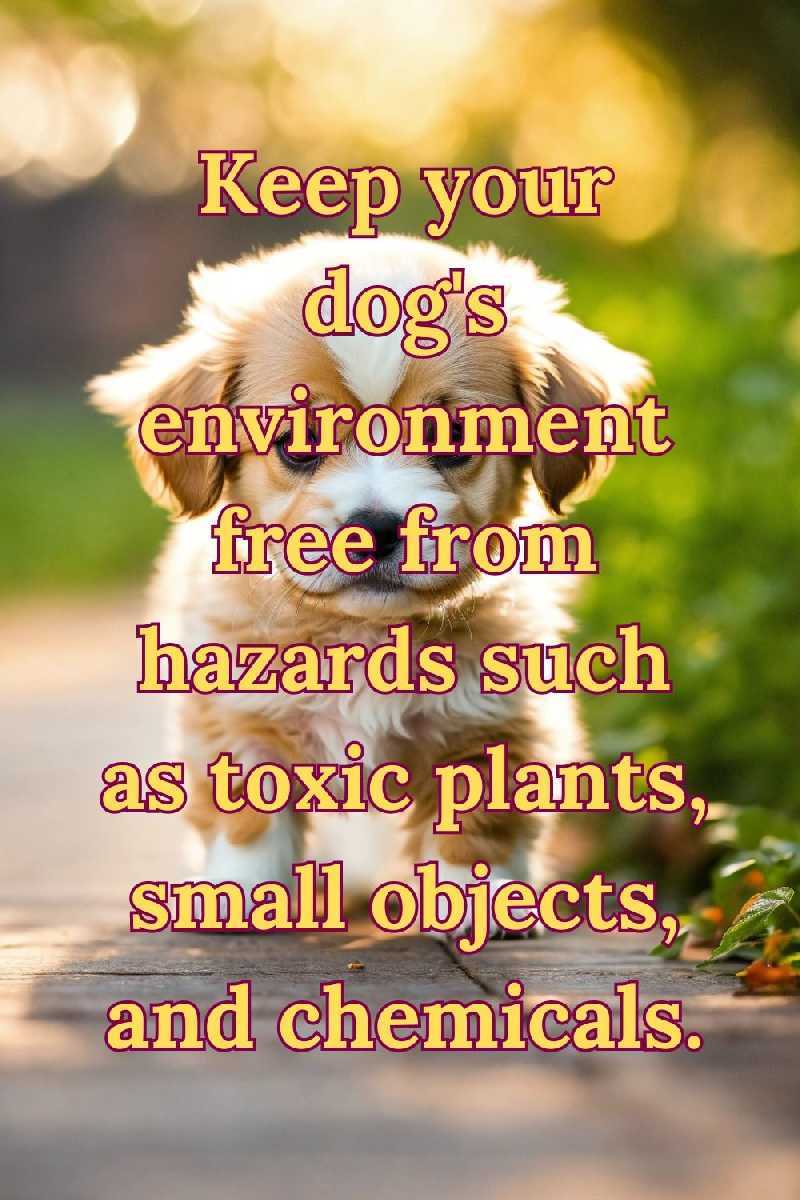 Keep your
dog's
environment
free from
hazards such
as toxic plants,
small objects,
and chemicals.